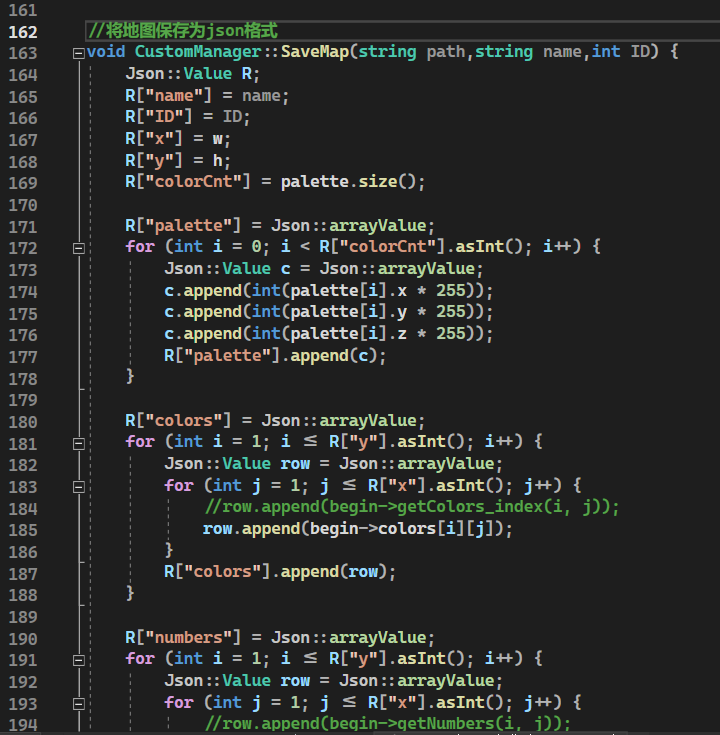 161
162 //将地图保存为json格式
163 void CustomManager::SaveMap(string path,string name,int ID) {
164 Json::Value R;
165 R["name"] = name;
166 R["ID"] = ID;
167 R["x"] = w;
168 R["y"] = h;
169 R["colorCnt"] = palette.size();
170
171 R["palette"] = Json::arrayValue;
172 for (int i = 0; i < R["colorCnt"].asInt(); i++) {
173 Json::Value c = Json::arrayValue;
174 c.append(int(palette[i].x * 255));
175 c.append(int(palette[i].y * 255));
176 c.append(int(palette[i].z * 255));
177 R["palette"].append(c);
178 }
179
180 R["colors"] = Json::arrayValue;
181 for (int i = 1; i <= R["y"].asInt(); i++) {
182 Json::Value row = Json::arrayValue;
183 for (int j = 1; j <= R["x"].asInt(); j++) {
184 //row.append(begin->getColors_index(i, j));
185 row.append(begin->colors[i][j]);
186 }
187 R["colors"].append(row);
188 }
189
190 R["numbers"] = Json::arrayValue;
191 for (int i = 1; i <= R["y"].asInt(); i++) {
192 Json::Value row = Json::arrayValue;
193 for (int j = 1; j <= R["x"].asInt(); j++) {
194 //row.append(begin->getNumbers(i, j));